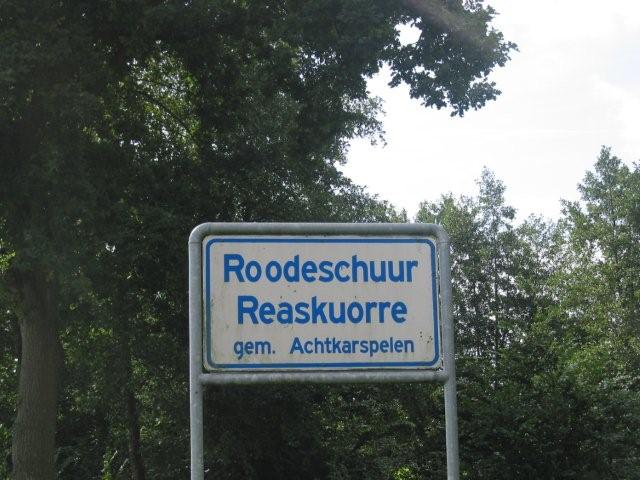 Roodeschuur
Reaskuorre
gem. Achtkarspelen